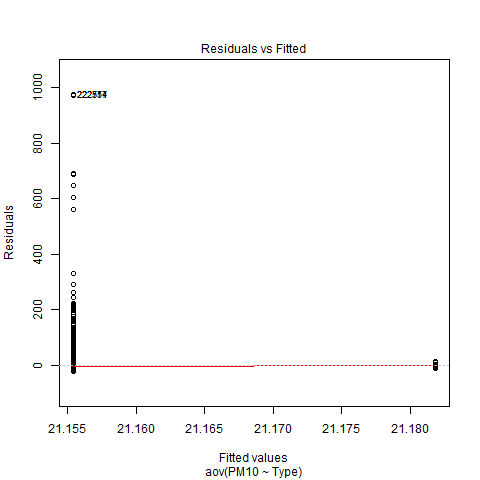 Residuals vs Fitted
Residuals
1000
800
600
400
200
0
21.155 21.160 21.165 21.170 21.175 21.180
Fitted values
aov(PM10 ~ Type)